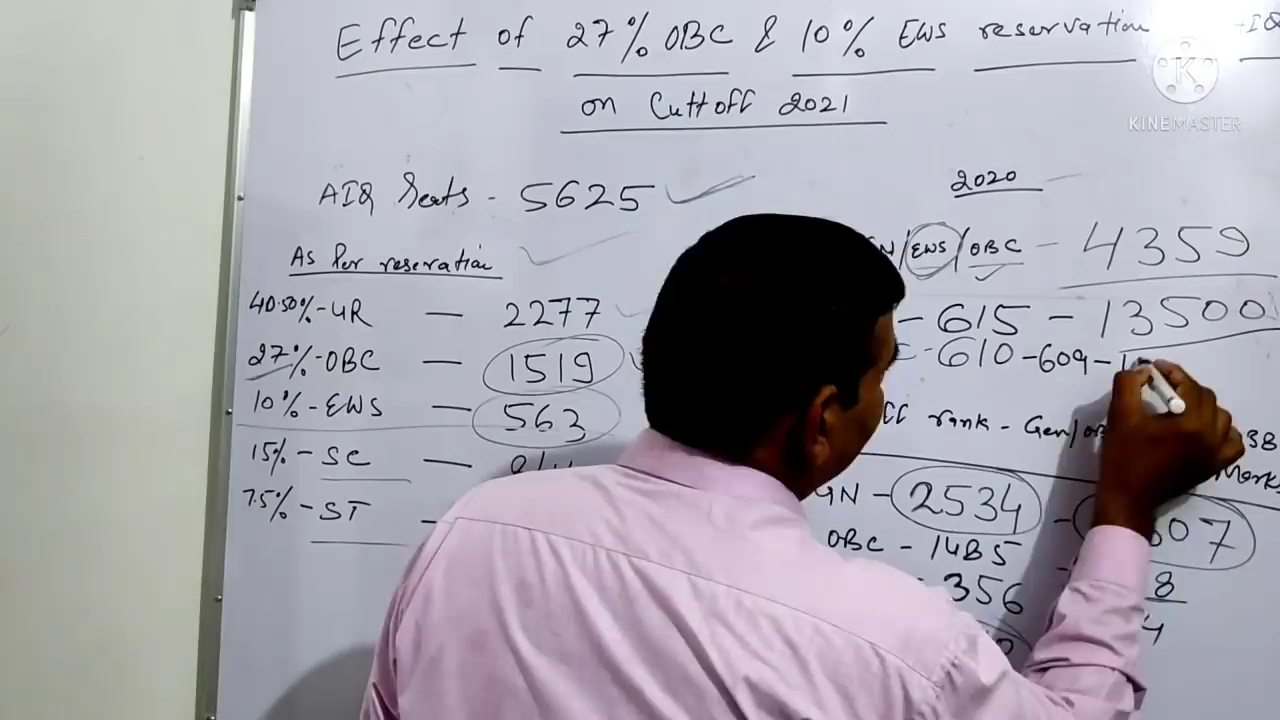 Effect of 27% OBC & 10% EWS reservation
on Cuttoff 2021
KINEMASTER
AIQ Seats - 5625
As Per reseration
40.50% - UR — 2277
27% - OBC 1519
10% - EWS — 563
15% - SC —
7.5% - ST
2020
/EWS/OBC - 4359
- 615 - 13500
- 610 - 609 -
rank - Gen/
GN - 2534 -
OBC - 1485
356